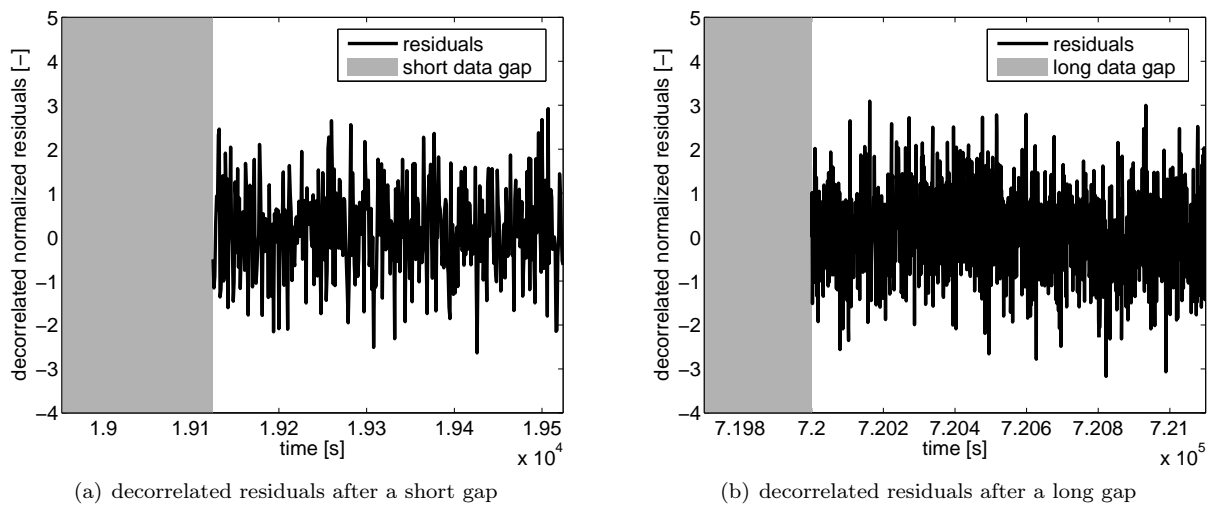 5
4
3
2
1
0
−1
−2
−3
−4
decorrelated normalized residuals [−]
residuals
short data gap
1.9
1.91
1.92
1.93
1.94
1.95
time [s]
x 10^4
(a) decorrelated residuals after a short gap
5
4
3
2
1
0
−1
−2
−3
−4
decorrelated normalized residuals [−]
residuals
long data gap
7.198
7.2
7.202
7.204
7.206
7.208
7.21
time [s]
x 10^5
(b) decorrelated residuals after a long gap